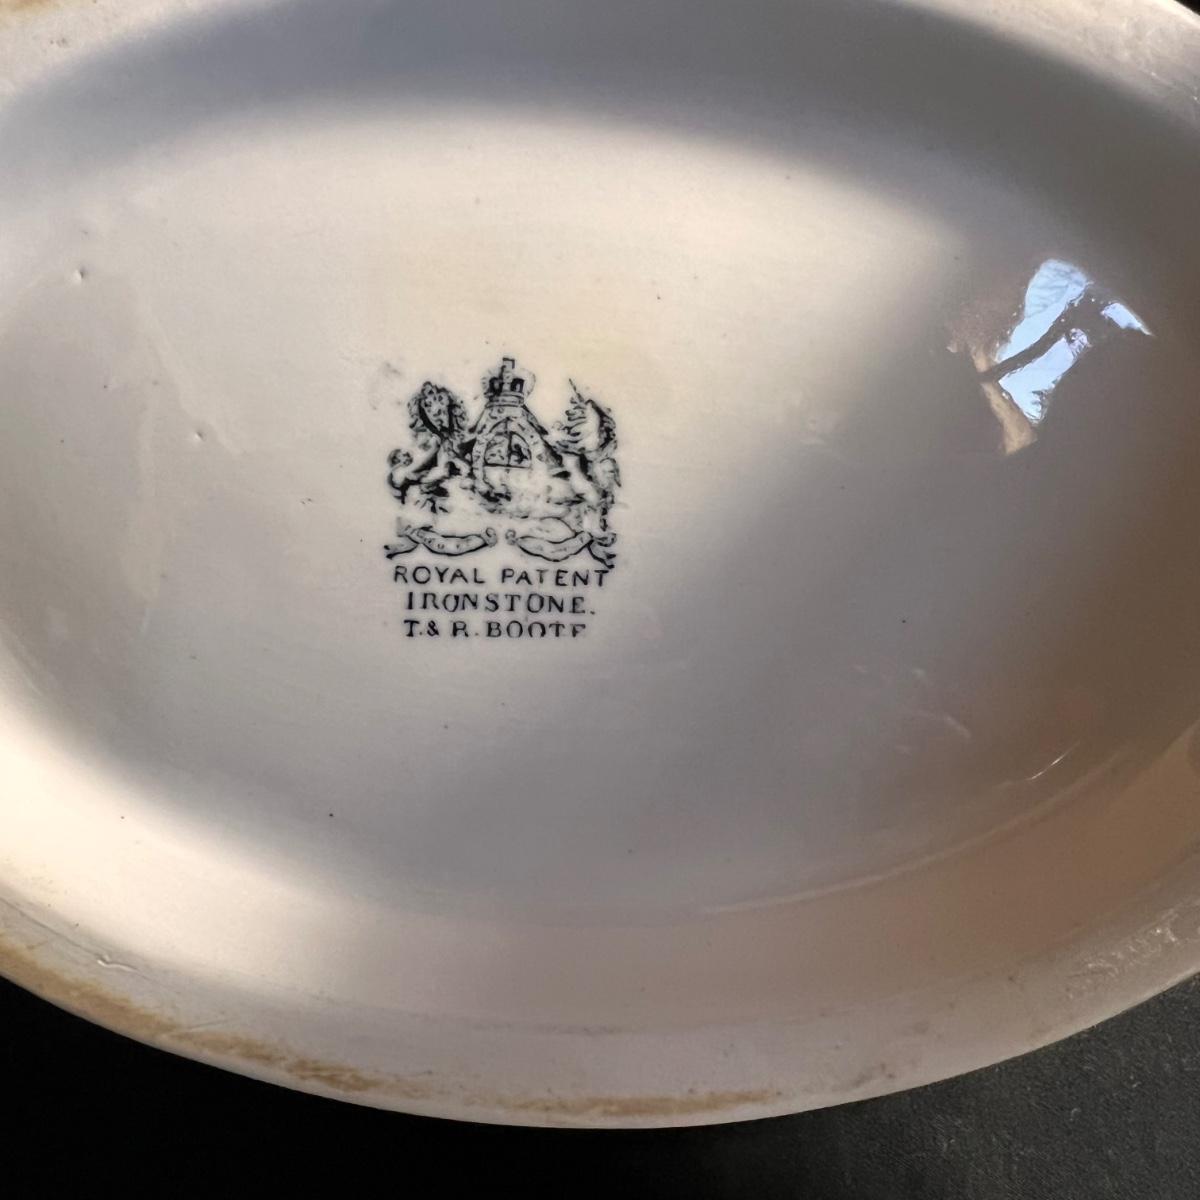 ROYAL PATENT
IRONSTONE.
T. & R. BOOTE